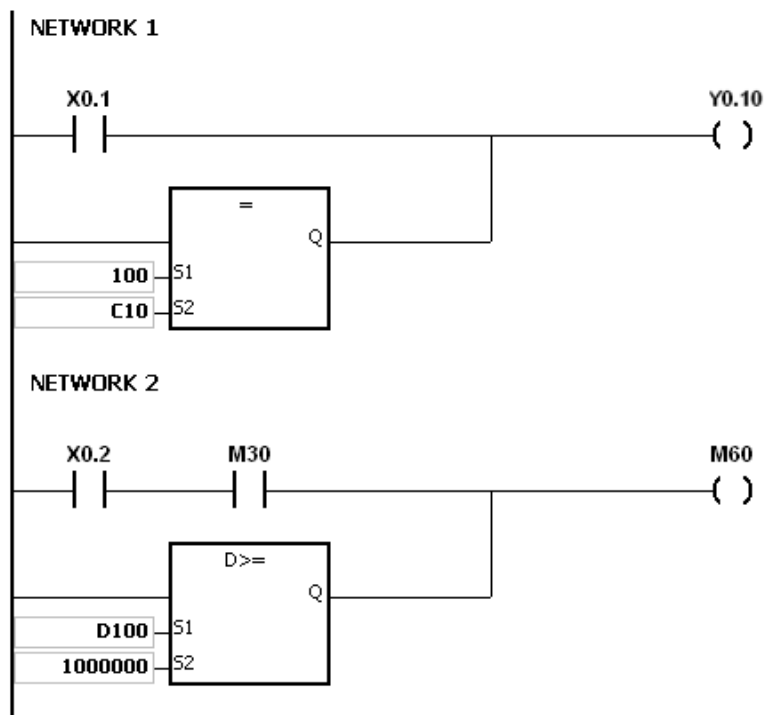 NETWORK 1
X0.1 Y0.10
=
Q
100 S1
C10 S2
NETWORK 2
X0.2 M30 M60
D>=
Q
D100 S1
1000000 S2